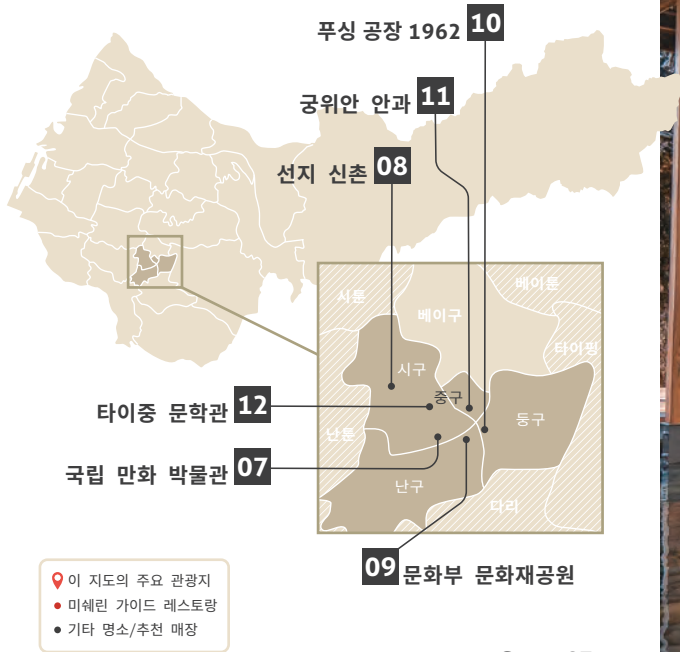 푸싱 공장 1962 10
궁위안 안과 11
선지 신촌 08
시툰
베이구
베이툰
타이핑
시구
중구
둥구
타이중 문학관 12
난툰
국립 만화 박물관 07
난구
다리
09 문화부 문화재공원
이 지도의 주요 관광지
미쉐린 가이드 레스토랑
기타 명소/추천 매장